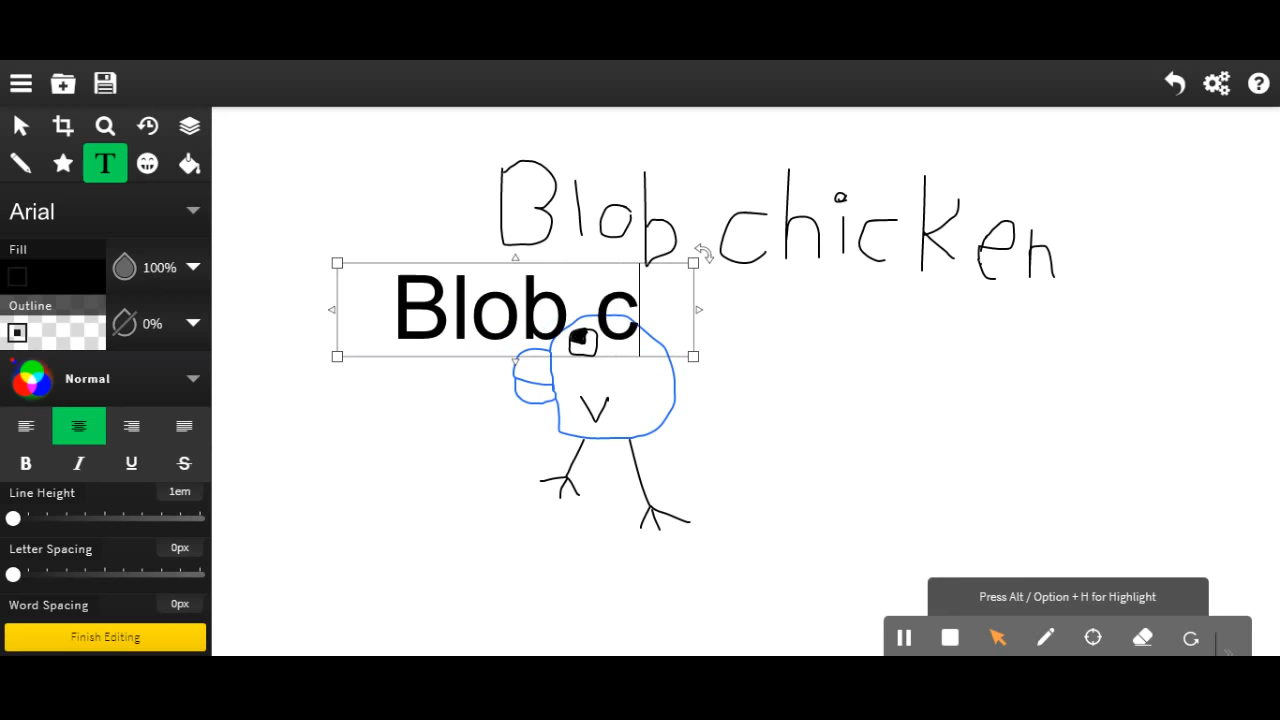 Blob chicken
Blob c
T
Arial
Fill
100%
Outline
0%
Normal
B I U S
Line Height 1em
Letter Spacing 0px
Word Spacing 0px
Finish Editing
Press Alt / Option + H for Highlight